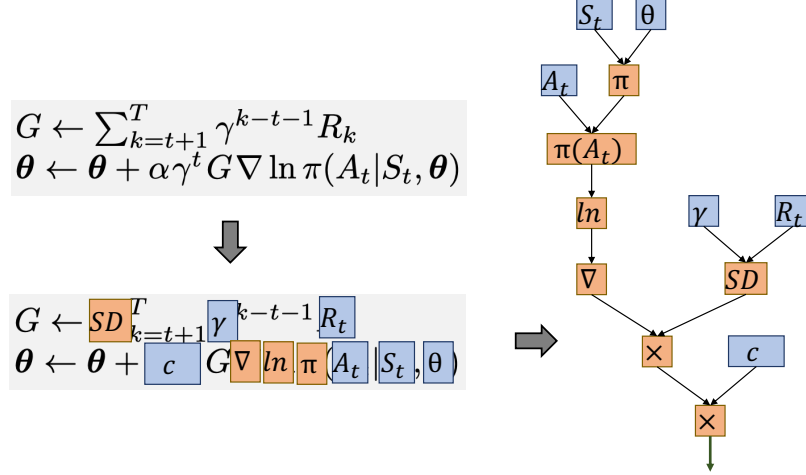 G ← ∑_{k=t+1}^{T} γ^{k-t-1} R_k
θ ← θ + αγ^t G∇ ln π(A_t|S_t, θ)
G ← SD_{k=t+1}^{T} γ^{k-t-1} R_t
θ ← θ + c G∇ ln π(A_t|S_t, θ)
S_t θ
A_t π
π(A_t)
ln γ R_t
∇ SD
× c
×